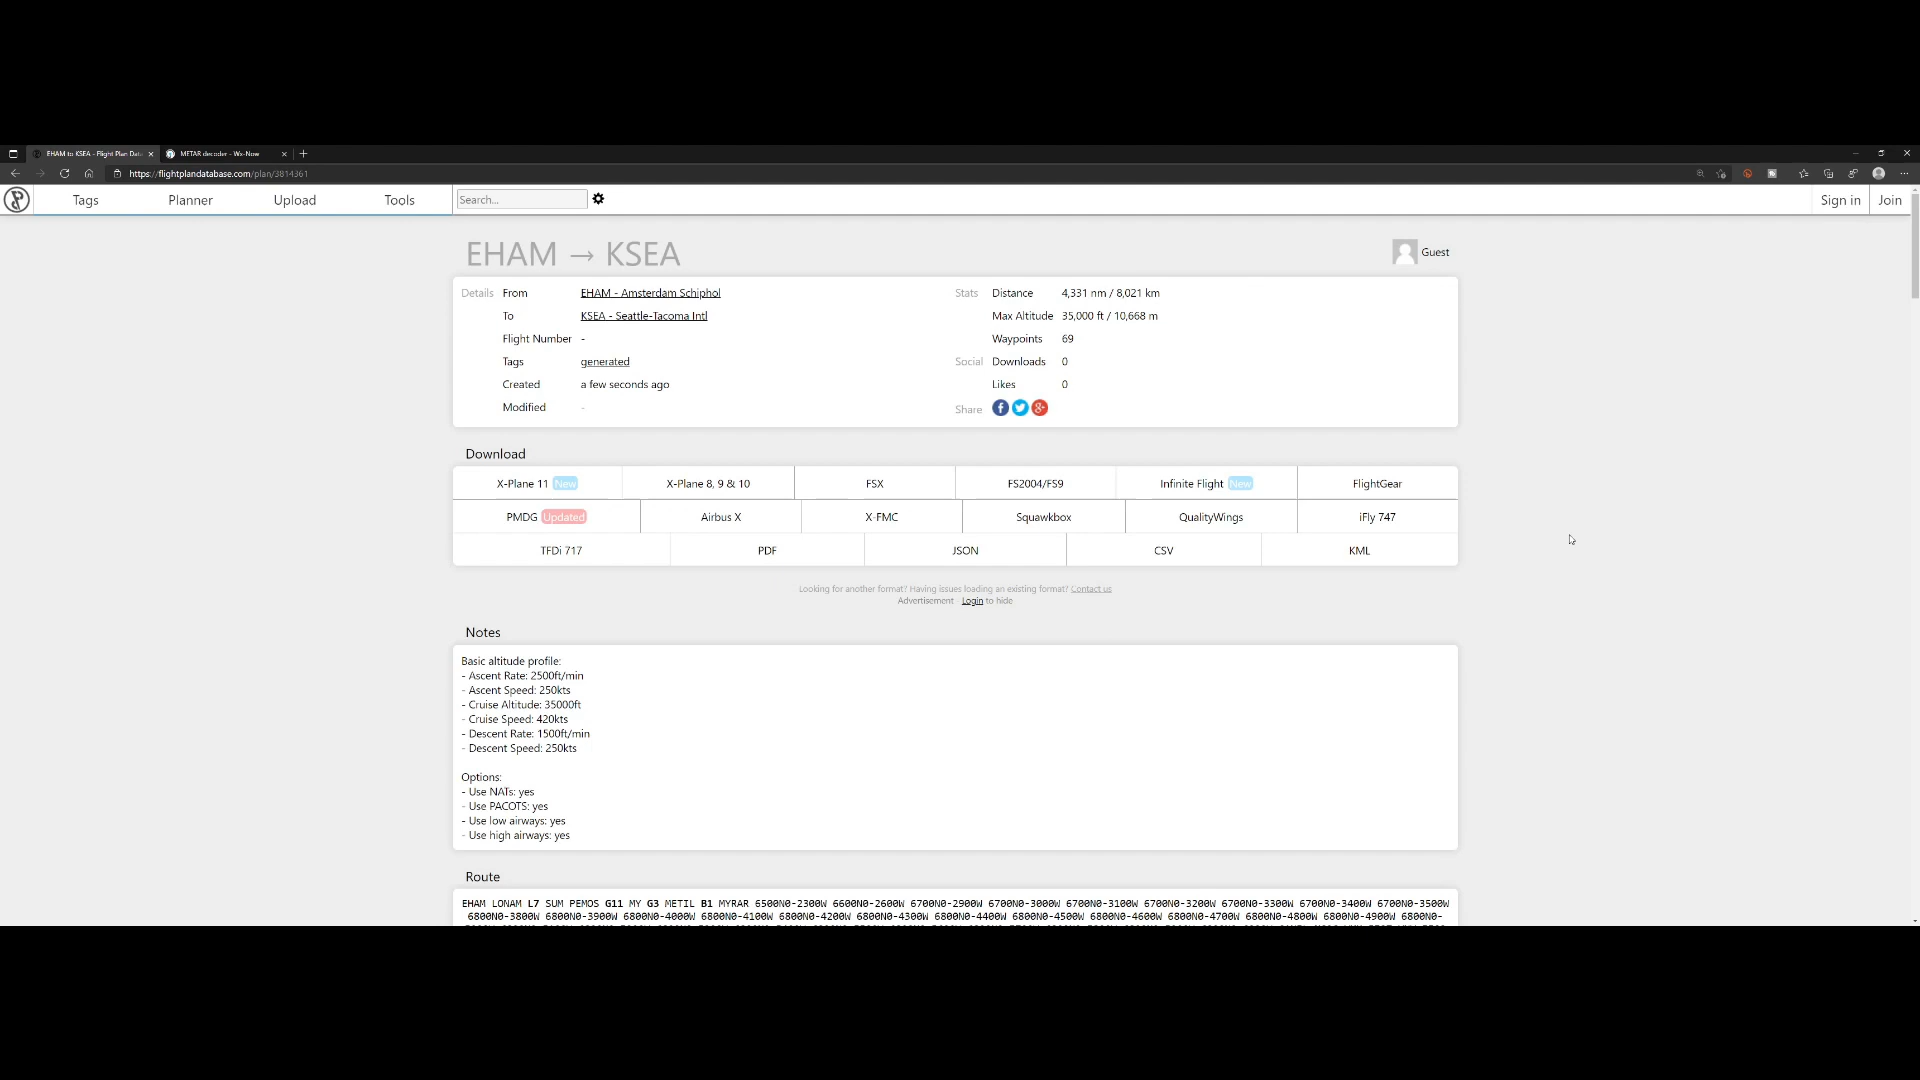 EHAM to KSEA - Flight Plan Dat
METAR decoder - Wx-Now
https://flightplandatabase.com/plan/3814361
Tags Planner Upload Tools Search... Sign in Join
EHAM → KSEA
Guest
Details From EHAM - Amsterdam Schiphol Stats Distance 4,331 nm / 8,021 km
To KSEA - Seattle-Tacoma Intl Max Altitude 35,000 ft / 10,668 m
Flight Number - Waypoints 69
Tags generated Social Downloads 0
Created a few seconds ago Likes 0
Modified - Share
Download
X-Plane 11 New X-Plane 8, 9 & 10 FSX FS2004/FS9 Infinite Flight New FlightGear
PMDG Updated Airbus X X-FMC Squawkbox QualityWings iFly 747
TFDi 717 PDF JSON CSV KML
Looking for another format? Having issues loading an existing format? Contact us
Advertisement - Login to hide
Notes
Basic altitude profile:
- Ascent Rate: 2500ft/min
- Ascent Speed: 250kts
- Cruise Altitude: 35000ft
- Cruise Speed: 420kts
- Descent Rate: 1500ft/min
- Descent Speed: 250kts
Options:
- Use NATs: yes
- Use PACOTS: yes
- Use low airways: yes
- Use high airways: yes
Route
EHAM LONAM L7 SUM PEMOS G11 MY G3 METIL B1 MYRAR 6500N0-2300W 6600N0-2600W 6700N0-2900W 6700N0-3000W 6700N0-3100W 6700N0-3200W 6700N0-3300W 6700N0-3400W 6700N0-3500W
6800N0-3800W 6800N0-3900W 6800N0-4000W 6800N0-4100W 6800N0-4200W 6800N0-4300W 6800N0-4400W 6800N0-4500W 6800N0-4600W 6800N0-4700W 6800N0-4800W 6800N0-4900W 6800N0-